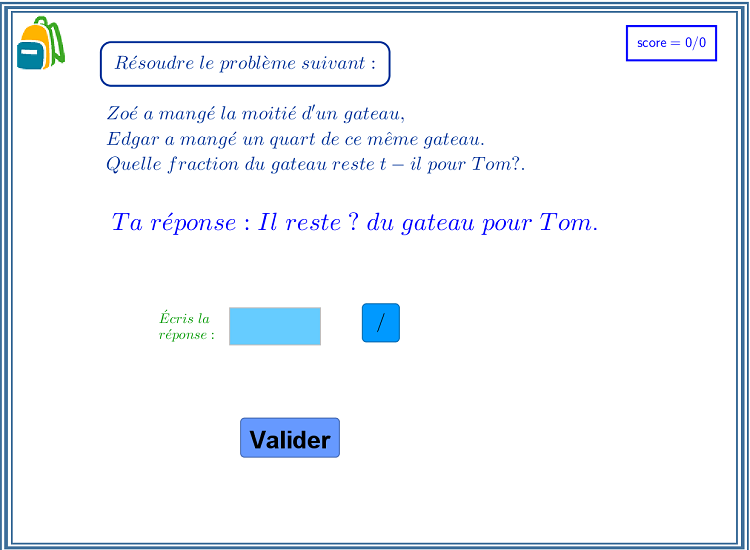 Résoudre le problème suivant :
score = 0/0
Zoé a mangé la moitié d'un gateau,
Edgar a mangé un quart de ce même gateau.
Quelle fraction du gateau reste t − il pour Tom?.
Ta réponse : Il reste ? du gateau pour Tom.
Écris la
réponse :
/
Valider